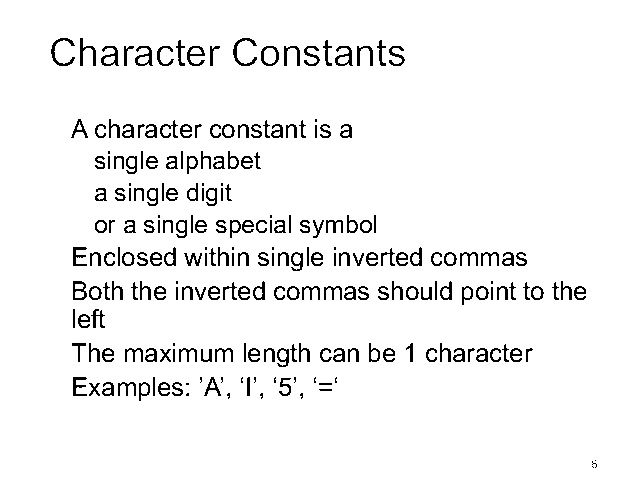 Character Constants
A character constant is a
single alphabet
a single digit
or a single special symbol
Enclosed within single inverted commas
Both the inverted commas should point to the
left
The maximum length can be 1 character
Examples: ’A’, ‘I’, ‘5’, ‘=‘
5